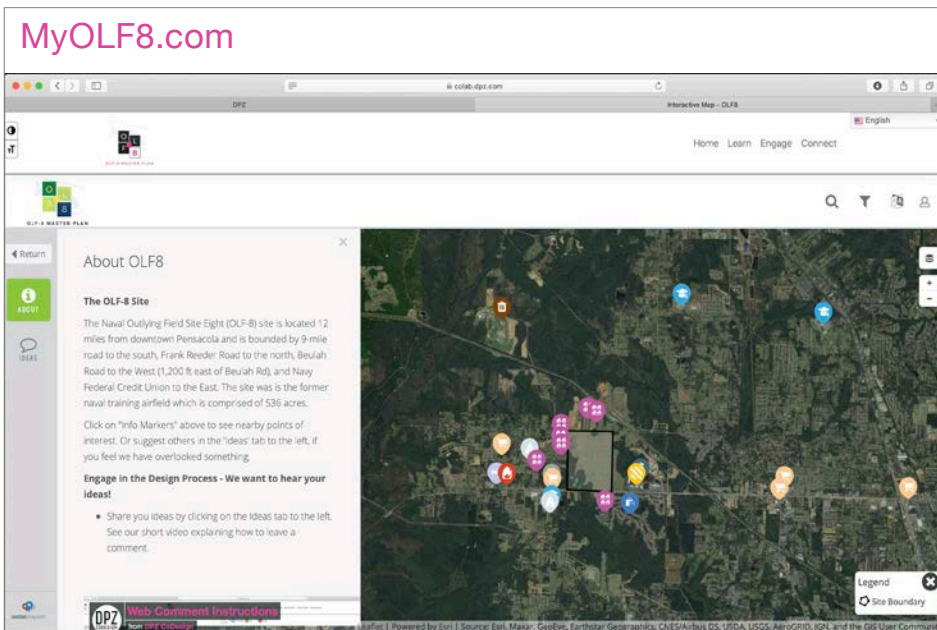 MyOLF8.com
colab.dpz.com
DPZ
Interactive Map – OLF8
English
O L
F 8
OLF-8 MASTER PLAN
Home Learn Engage Connect
O
L
8
OLF-8 MASTER PLAN
Return
ABOUT
IDEAS
About OLF8
The OLF-8 Site
The Naval Outlying Field Site Eight (OLF-8) site is located 12
miles from downtown Pensacola and is bounded by 9-mile
road to the south, Frank Reeder Road to the north, Beulah
Road to the West (1,200 ft east of Beulah Rd), and Navy
Federal Credit Union to the East. The site was is the former
naval training airfield which is comprised of 536 acres.
Click on "Info Markers" above to see nearby points of
interest. Or suggest others in the 'ideas' tab to the left, if
you feel we have overlooked something.
Engage in the Design Process - We want to hear your
ideas!
Share you ideas by clicking on the Ideas tab to the left.
See our short video explaining how to leave a
comment.
DPZ
Web Comment Instructions
from DPZ CoDesign
Legend
Site Boundary
Leaflet | Powered by Esri | Source: Esri, Maxar, GeoEye, Earthstar Geographics, CNES/Airbus DS, USDA, USGS, AeroGRID, IGN, and the GIS User Communi